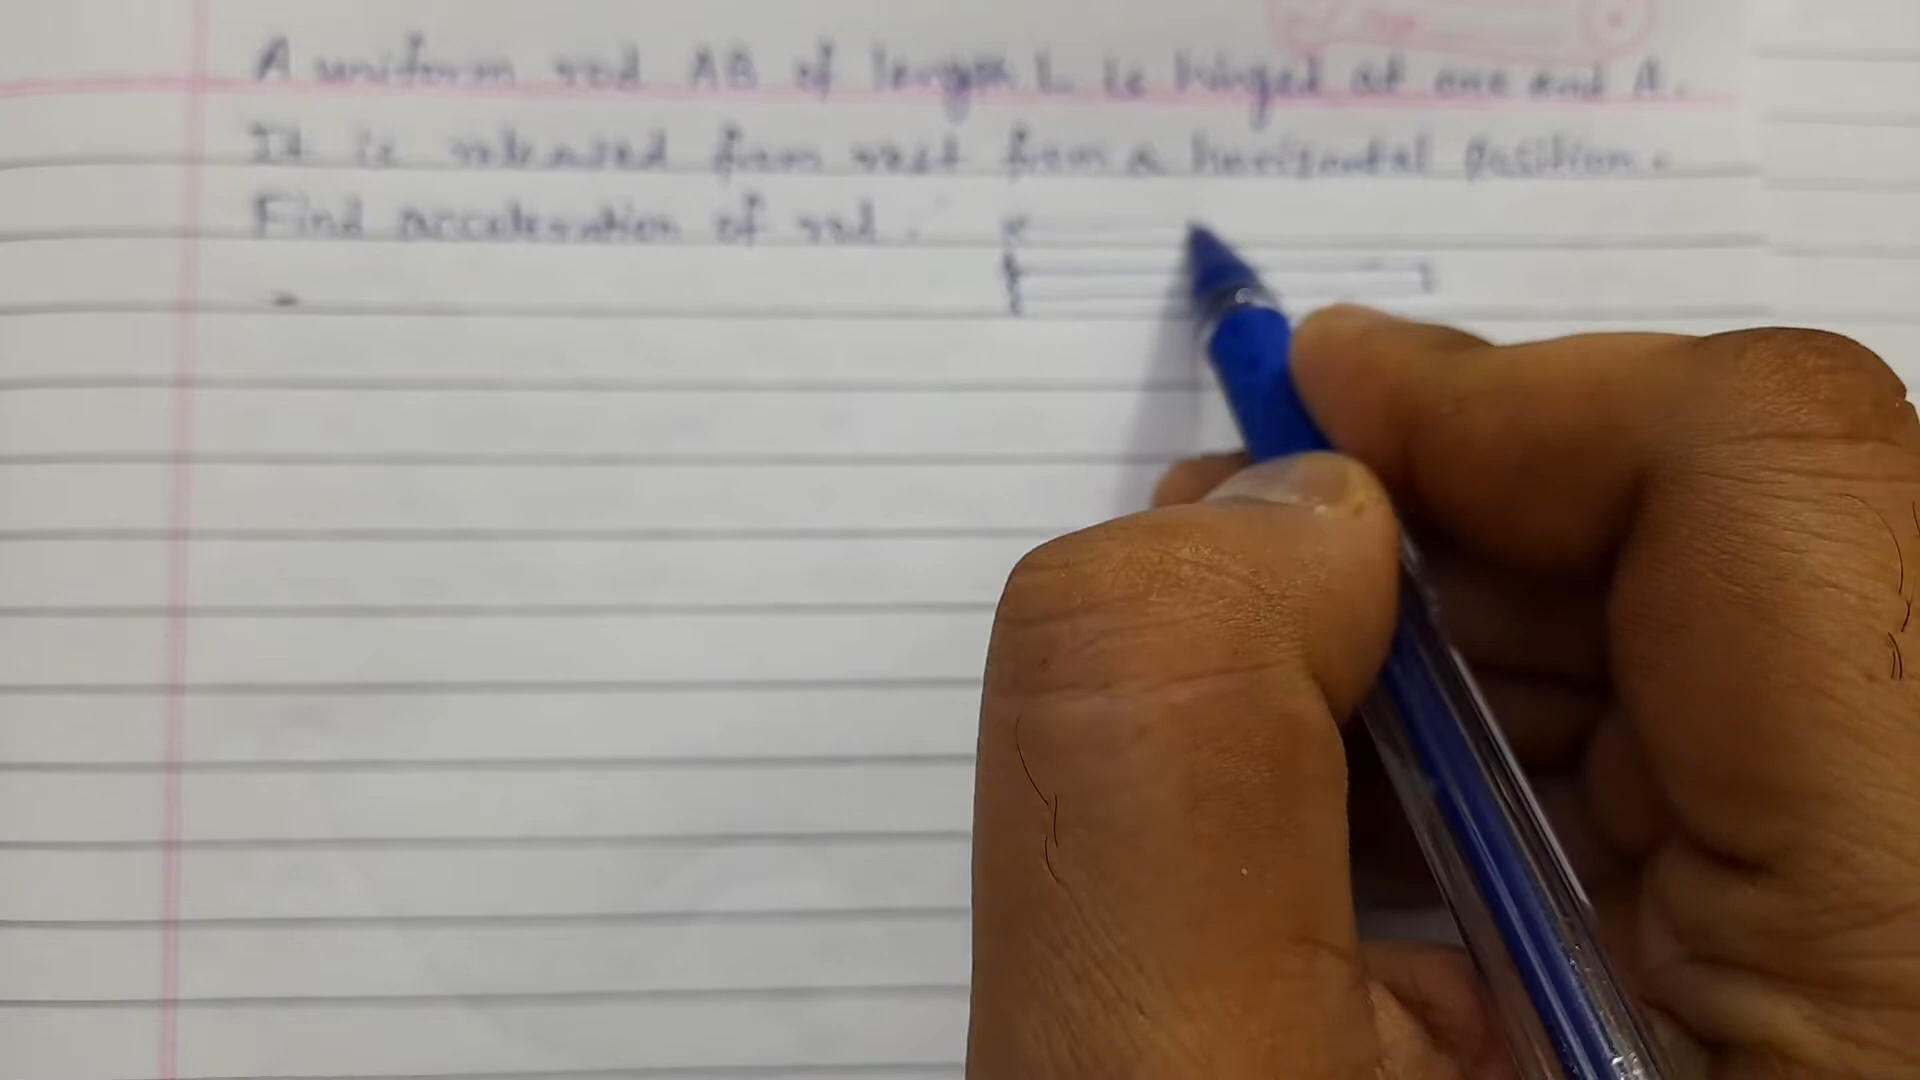 A uniform rod AB of length L is hinged at one end A.
It is released from rest from a horizontal position.
Find acceleration of rod.